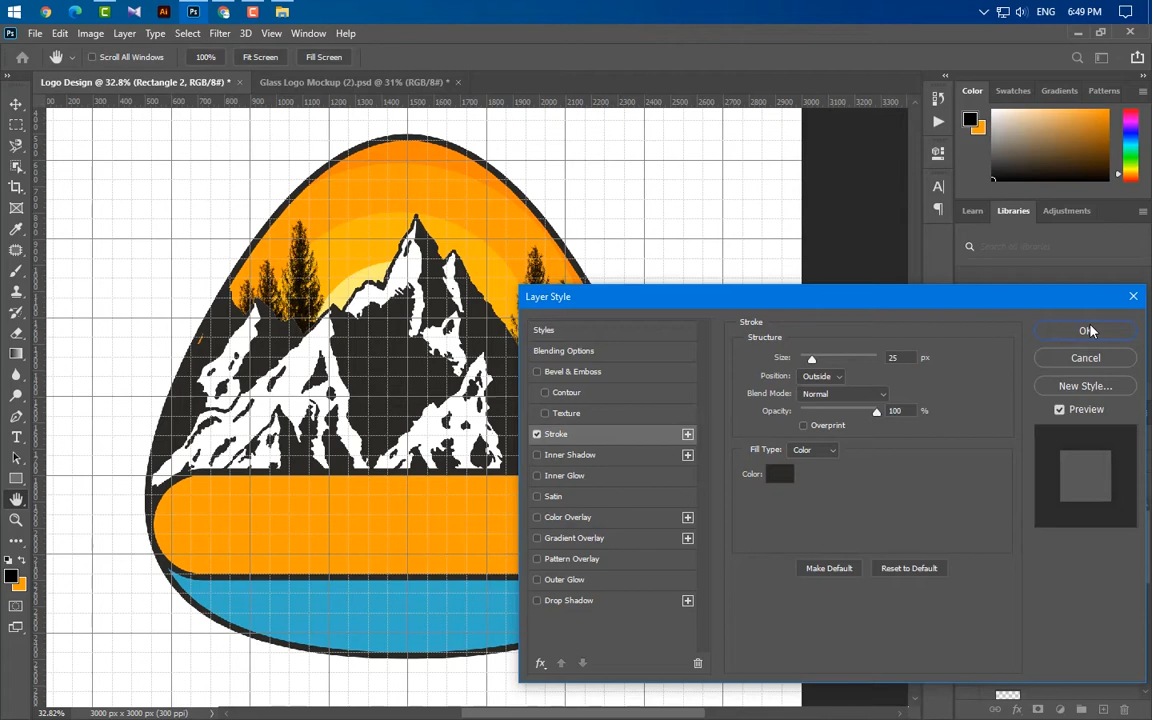 ENG 6:49 PM
File Edit Image Layer Type Select Filter 3D View Window Help
Scroll All Windows 100% Fit Screen Fill Screen
Logo Design @ 32.8% (Rectangle 2, RGB/8#) * Glass Logo Mockup (2).psd @ 31% (RGB/8#) *
Color Swatches Gradients Patterns
Learn Libraries Adjustments
Search all libraries
Layer Style
Styles
Blending Options
Bevel & Emboss
Contour
Texture
Stroke
Inner Shadow
Inner Glow
Satin
Color Overlay
Gradient Overlay
Pattern Overlay
Outer Glow
Drop Shadow
fx
Stroke
Structure
Size: 25 px
Position: Outside
Blend Mode: Normal
Opacity: 100 %
Overprint
Fill Type: Color
Color:
Make Default Reset to Default
OK
Cancel
New Style...
Preview
32.82% 3000 px x 3000 px (300 ppi)